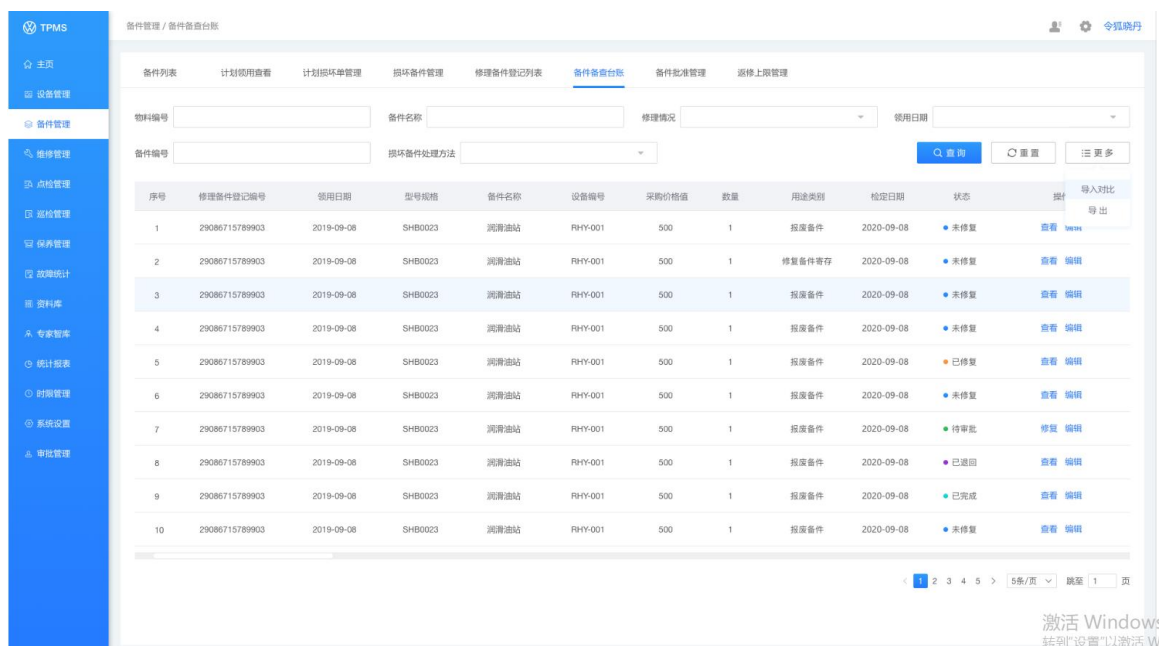 TPMS 备件管理 / 备件备查台账 令狐晓丹
主页
设备管理
备件管理
维修管理
点检管理
巡检管理
保养管理
故障统计
资料库
专家智库
统计报表
时限管理
系统设置
审批管理
备件列表 计划领用查看 计划损坏单管理 损坏备件管理 修理备件登记列表 备件备查台账 备件批准管理 返修上限管理
物料编号 备件名称 修理情况 领用日期
备件编号 损坏备件处理方法 查询 重置 更多
导入对比
导出
序号 修理备件登记编号 领用日期 型号规格 备件名称 设备编号 采购价格值 数量 用途类别 检定日期 状态
1 29086715789903 2019-09-08 SHB0023 润滑油站 RHY-001 500 1 报废备件 2020-09-08 未修复 查看 编辑
2 29086715789903 2019-09-08 SHB0023 润滑油站 RHY-001 500 1 修复备件寄存 2020-09-08 未修复 查看 编辑
3 29086715789903 2019-09-08 SHB0023 润滑油站 RHY-001 500 1 报废备件 2020-09-08 未修复 查看 编辑
4 29086715789903 2019-09-08 SHB0023 润滑油站 RHY-001 500 1 报废备件 2020-09-08 未修复 查看 编辑
5 29086715789903 2019-09-08 SHB0023 润滑油站 RHY-001 500 1 报废备件 2020-09-08 已修复 查看 编辑
6 29086715789903 2019-09-08 SHB0023 润滑油站 RHY-001 500 1 报废备件 2020-09-08 未修复 查看 编辑
7 29086715789903 2019-09-08 SHB0023 润滑油站 RHY-001 500 1 报废备件 2020-09-08 待审批 修复 编辑
8 29086715789903 2019-09-08 SHB0023 润滑油站 RHY-001 500 1 报废备件 2020-09-08 已退回 查看 编辑
9 29086715789903 2019-09-08 SHB0023 润滑油站 RHY-001 500 1 报废备件 2020-09-08 已完成 查看 编辑
10 29086715789903 2019-09-08 SHB0023 润滑油站 RHY-001 500 1 报废备件 2020-09-08 未修复 查看 编辑
< 1 2 3 4 5 > 5条/页 跳至 1 页
激活 Windows
转到"设置"以激活 W